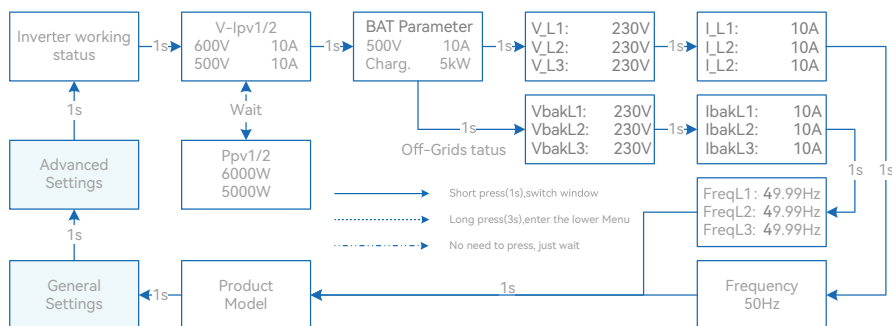 Inverter working
status
1s
V-Ipv1/2
600V 10A
500V 10A
1s
BAT Parameter
500V 10A
Charg. 5kW
1s
V_L1: 230V
V_L2: 230V
V_L3: 230V
1s
I_L1: 10A
I_L2: 10A
I_L2: 10A
1s
Wait
1s
Off-Grids tatus
VbakL1: 230V
VbakL2: 230V
VbakL3: 230V
1s
IbakL1: 10A
IbakL2: 10A
IbakL3: 10A
1s
1s
Advanced
Settings
Ppv1/2
6000W
5000W
Short press(1s),switch window
Long press(3s),enter the lower Menu
No need to press, just wait
FreqL1: 49.99Hz
FreqL2: 49.99Hz
FreqL3: 49.99Hz
1s
General
Settings
1s
Product
Model
1s
Frequency
50Hz